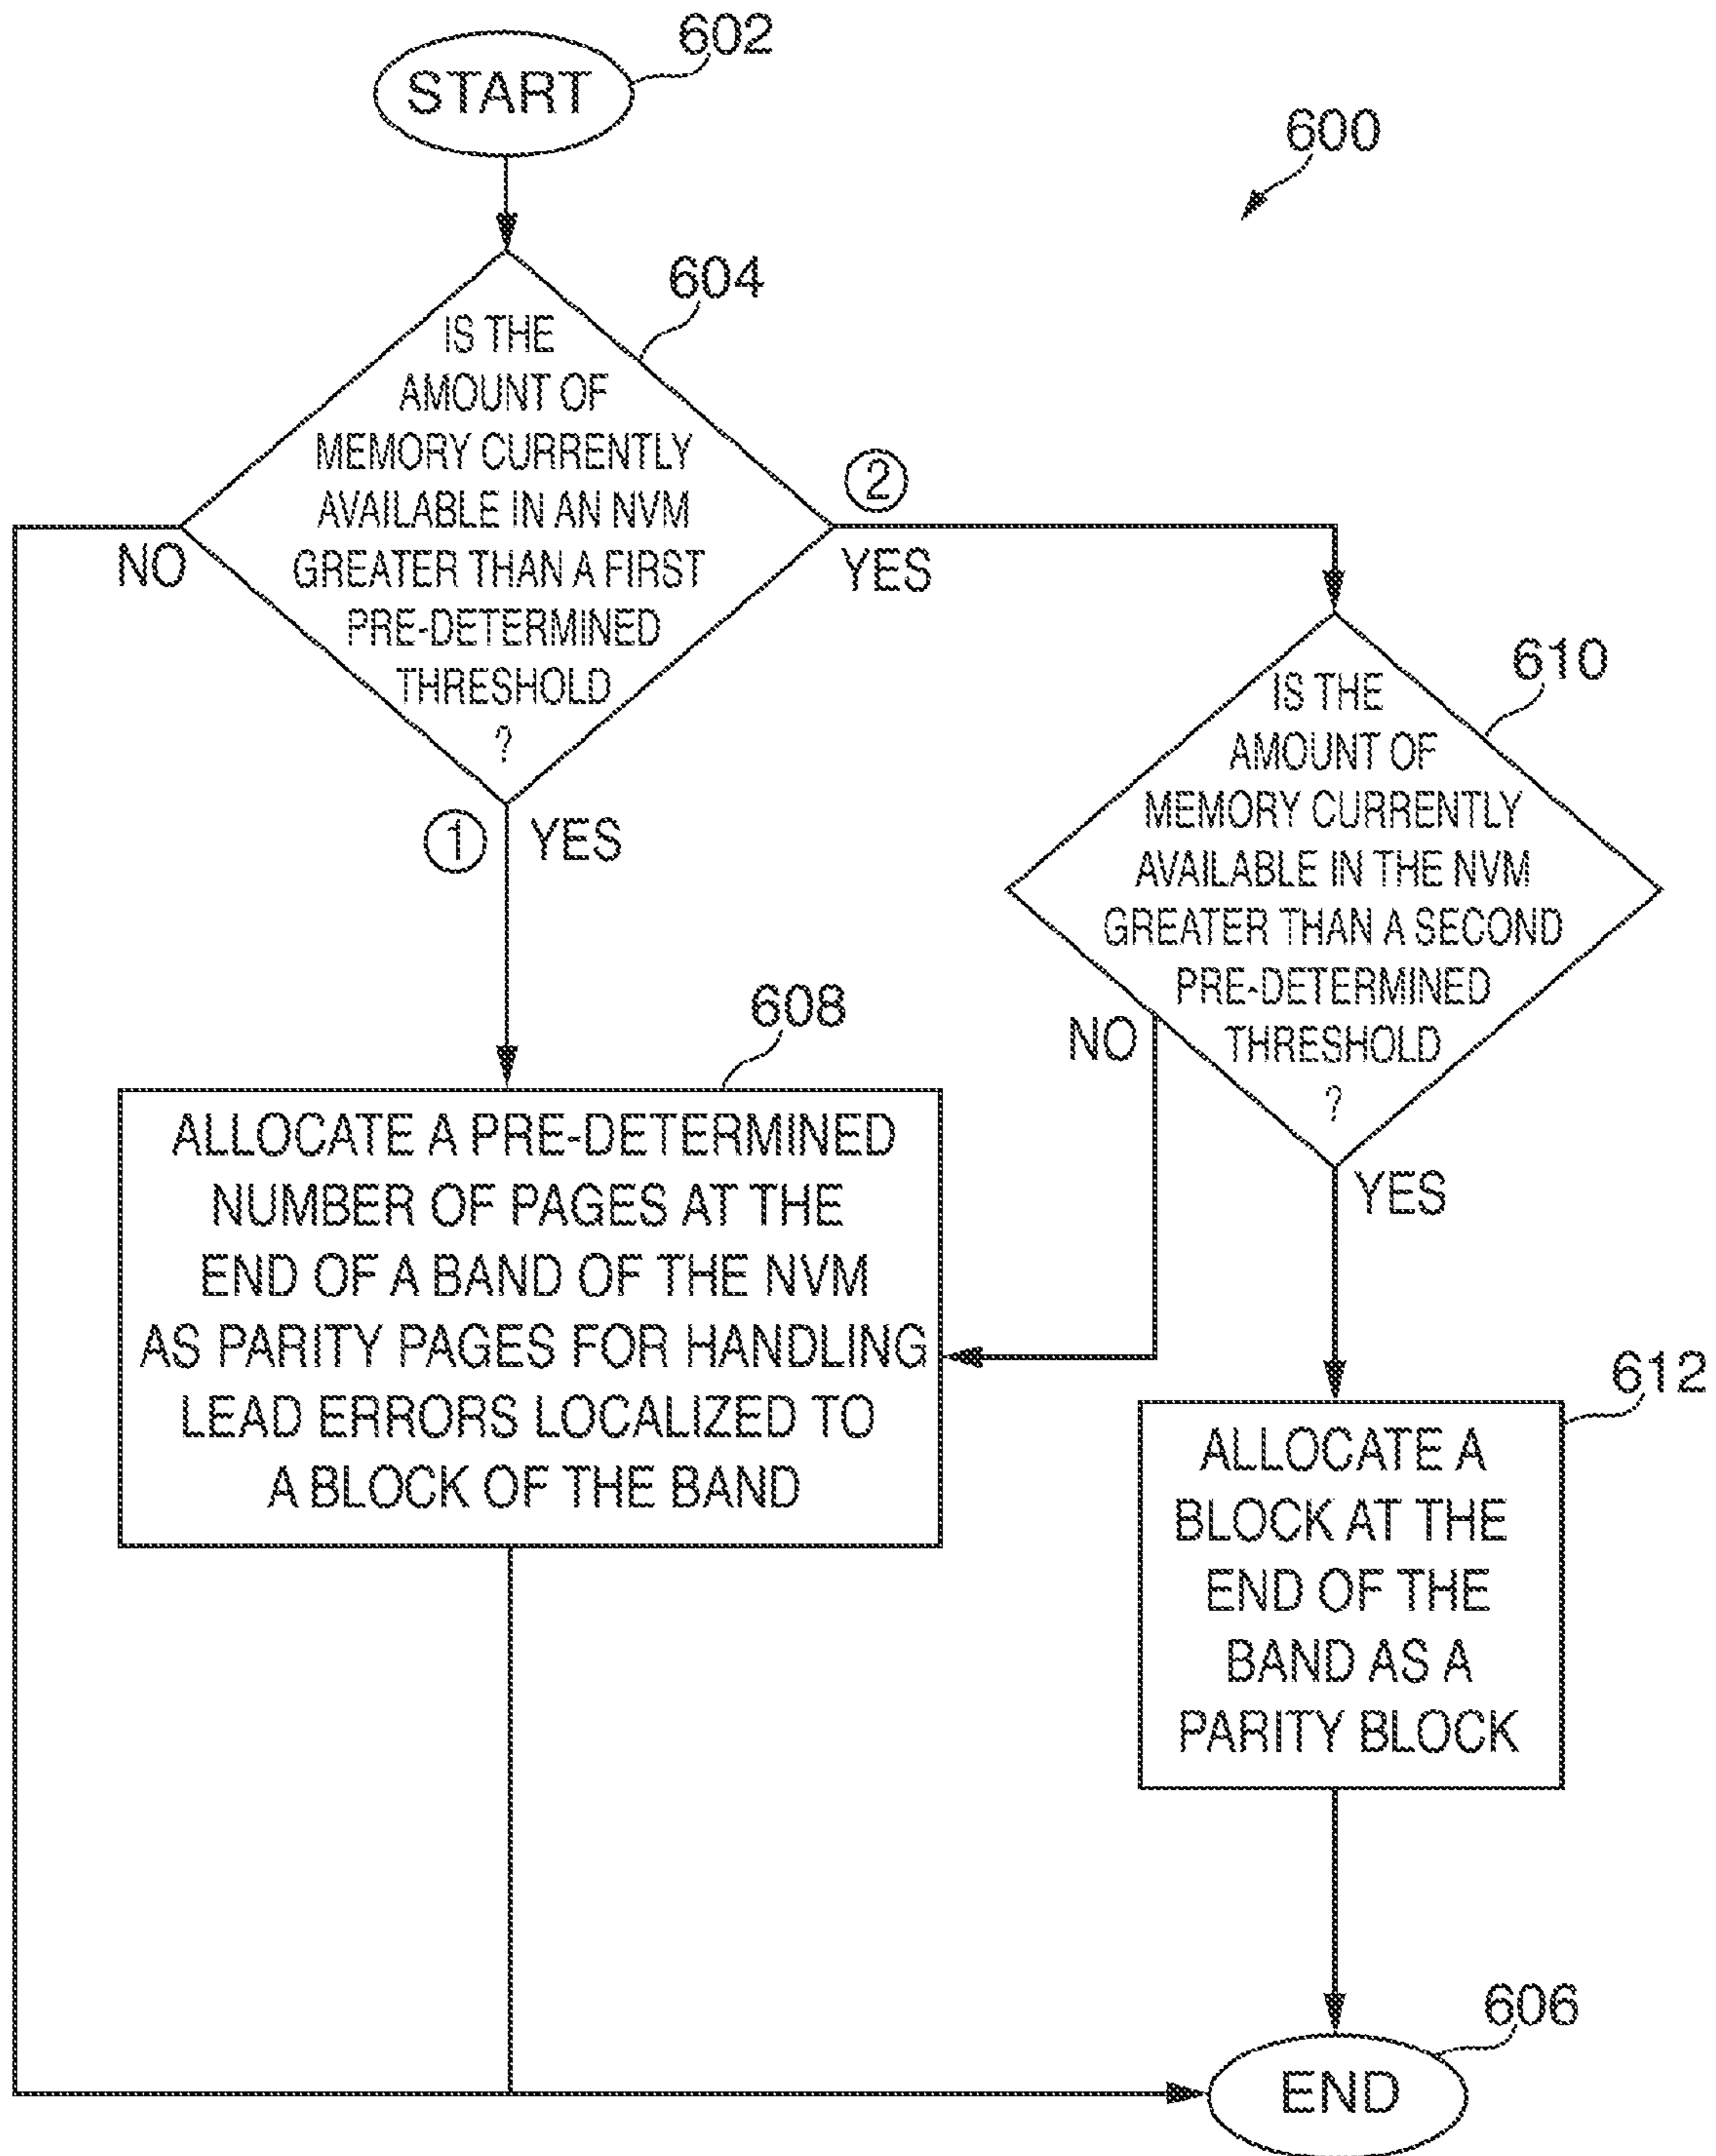 602
START
600
604
IS THE
AMOUNT OF
MEMORY CURRENTLY
AVAILABLE IN AN NVM
GREATER THAN A FIRST
PRE-DETERMINED
THRESHOLD
?
NO
2
YES
1
YES
610
IS THE
AMOUNT OF
MEMORY CURRENTLY
AVAILABLE IN THE NVM
GREATER THAN A SECOND
PRE-DETERMINED
THRESHOLD
?
NO
YES
608
ALLOCATE A PRE-DETERMINED
NUMBER OF PAGES AT THE
END OF A BAND OF THE NVM
AS PARITY PAGES FOR HANDLING
LEAD ERRORS LOCALIZED TO
A BLOCK OF THE BAND
612
ALLOCATE A
BLOCK AT THE
END OF THE
BAND AS A
PARITY BLOCK
606
END